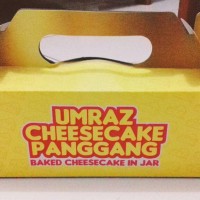 UMRAZ
CHEESECAKE
PANGGANG
BAKED CHEESECAKE IN JAR